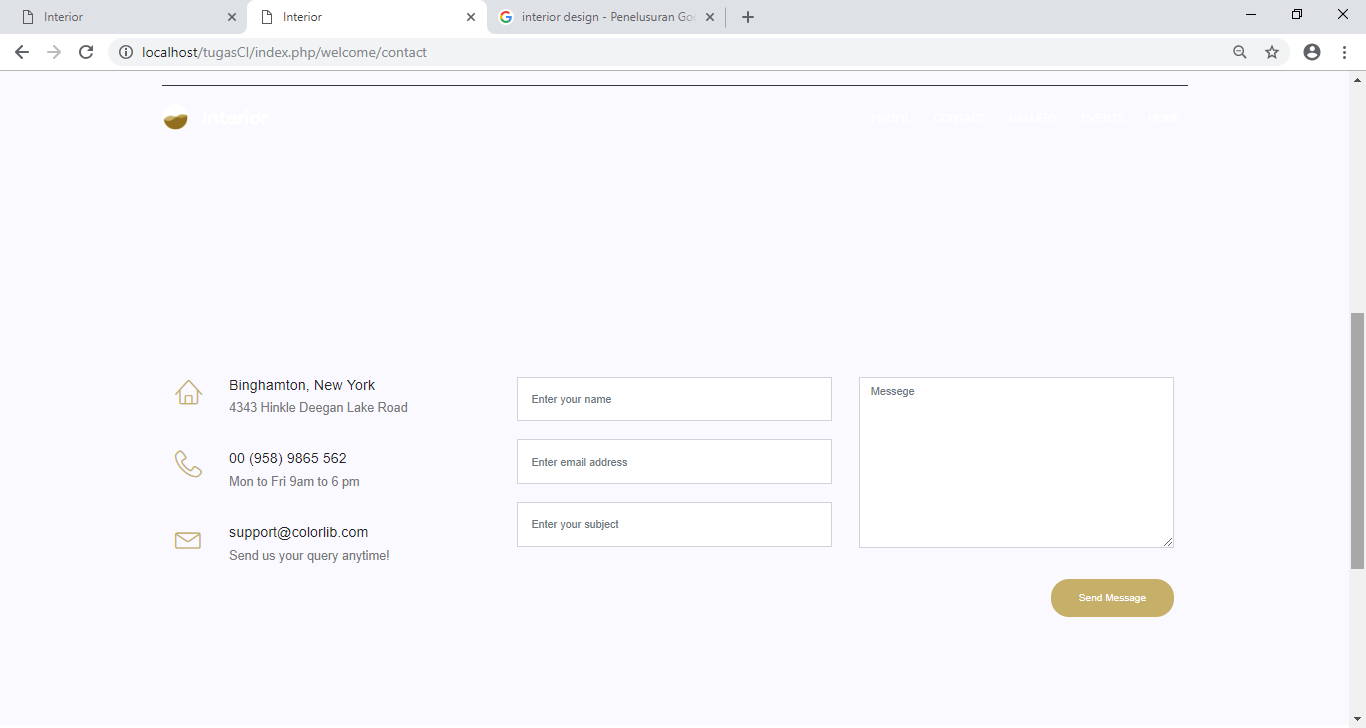 Interior
Interior
interior design - Penelusuran Goo
localhost/tugasCI/index.php/welcome/contact
Interior
PROFIL CONTACT GALLERY EVENTS HOME
Binghamton, New York
4343 Hinkle Deegan Lake Road
00 (958) 9865 562
Mon to Fri 9am to 6 pm
support@colorlib.com
Send us your query anytime!
Enter your name
Enter email address
Enter your subject
Messege
Send Message